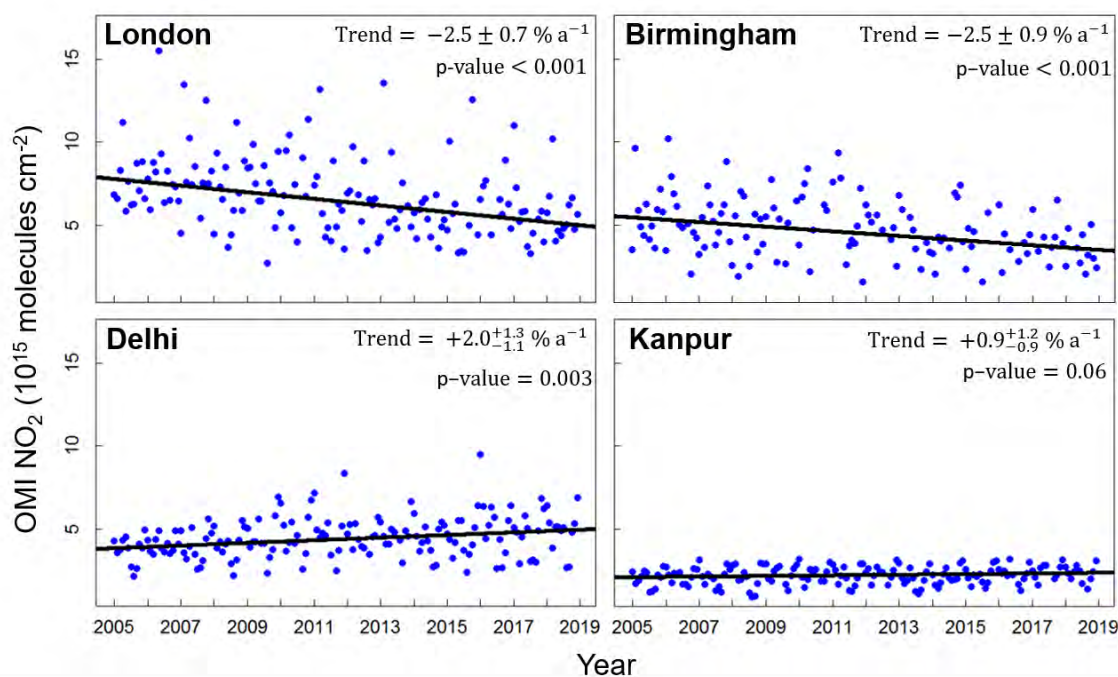 London
Trend = −2.5 ± 0.7 % a⁻¹
p-value < 0.001
Birmingham
Trend = −2.5 ± 0.9 % a⁻¹
p-value < 0.001
15
10
5
Delhi
Trend = +2.0 +1.3 −1.1 % a⁻¹
p−value = 0.003
Kanpur
Trend = +0.9 +1.2 −0.9 % a⁻¹
p−value = 0.06
15
10
5
OMI NO₂ (10¹⁵ molecules cm⁻²)
2005 2007 2009 2011 2013 2015 2017 2019
2005 2007 2009 2011 2013 2015 2017 2019
Year